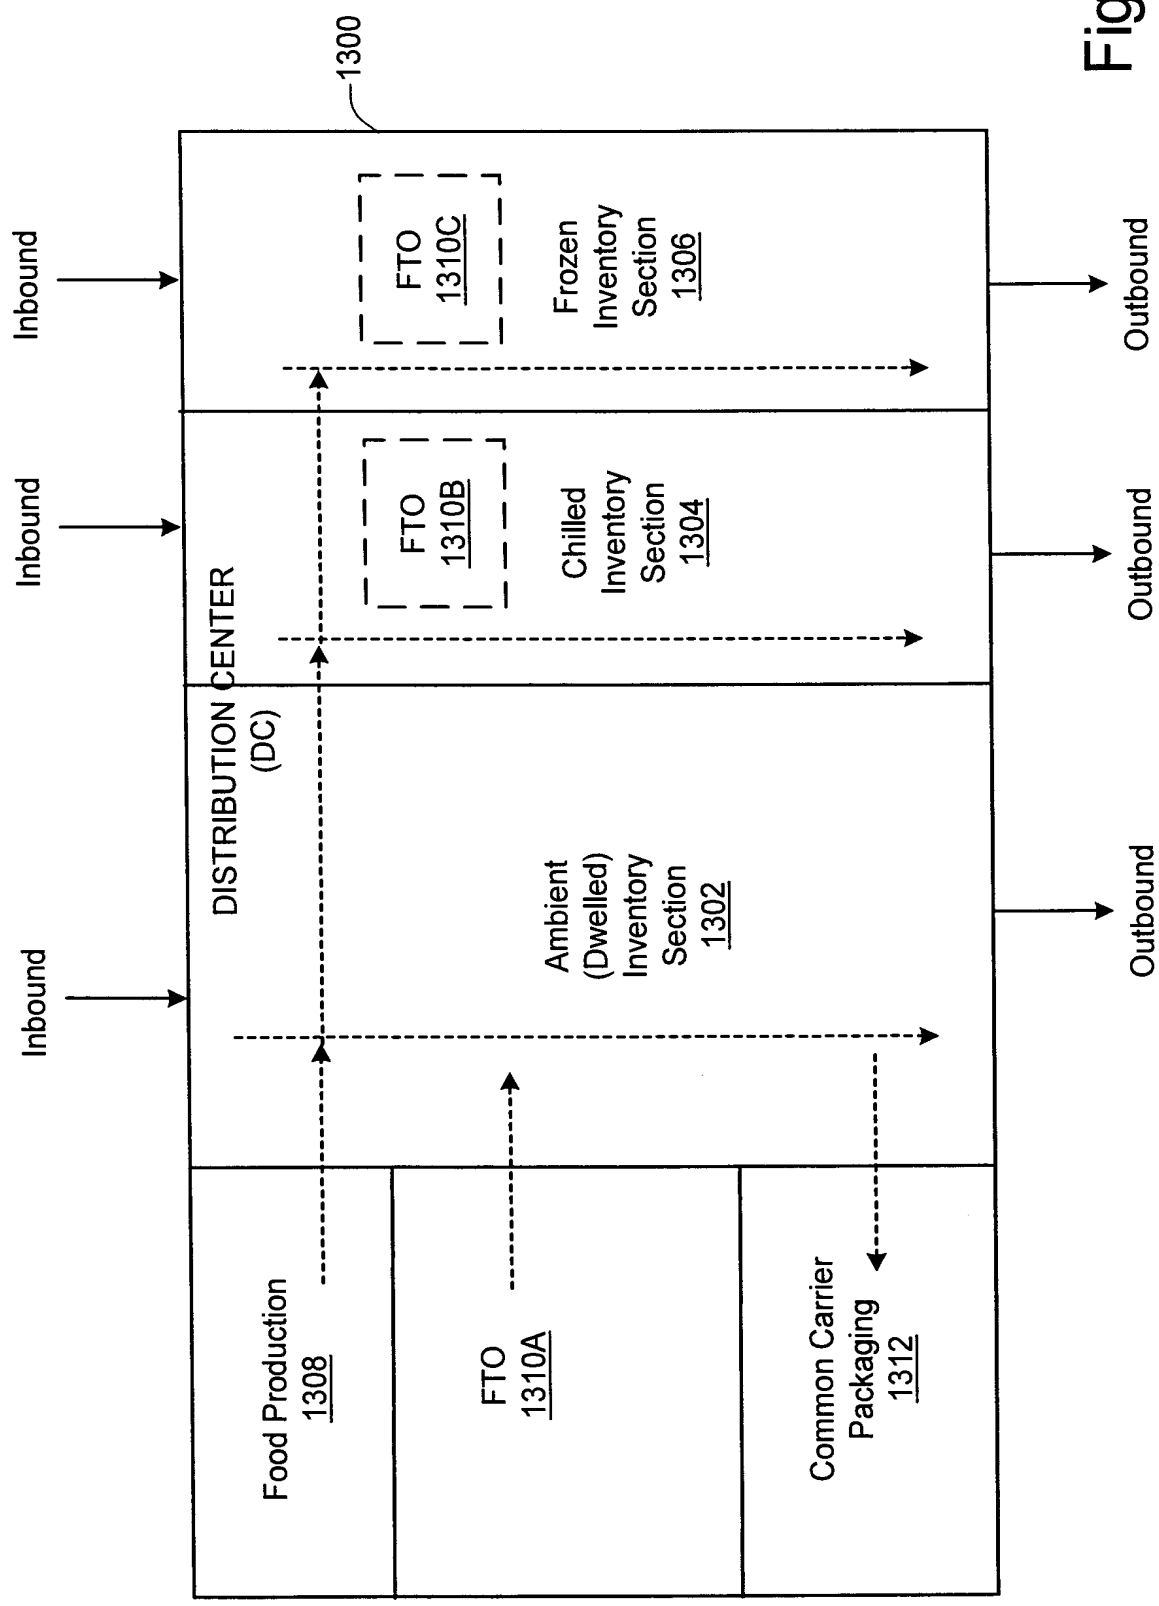 Inbound
Inbound
Inbound
1300
DISTRIBUTION CENTER
(DC)
Food Production
1308
FTO
1310A
Common Carrier
Packaging
1312
Ambient
(Dwelled)
Inventory
Section
1302
FTO
1310B
Chilled
Inventory
Section
1304
FTO
1310C
Frozen
Inventory
Section
1306
Outbound
Outbound
Outbound
Fig